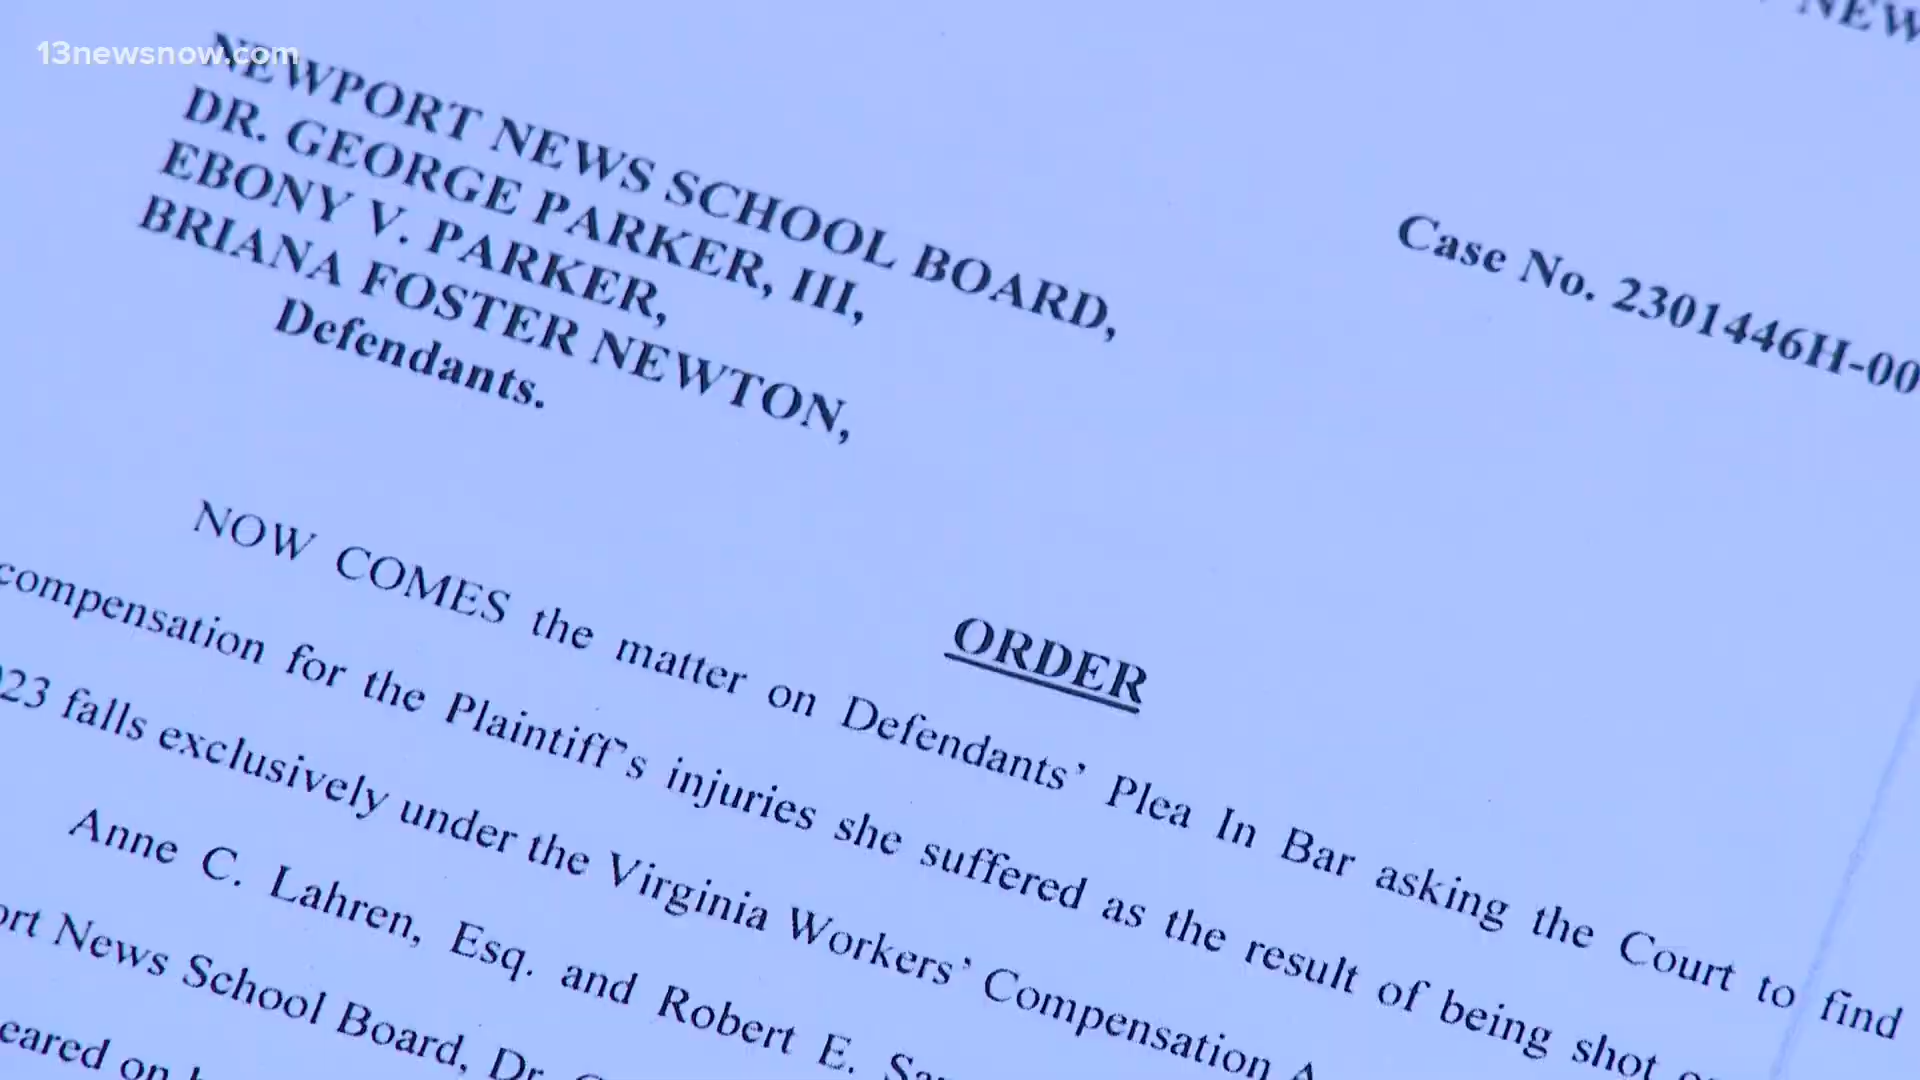 13newsnow.com
NEW
NEWPORT NEWS SCHOOL BOARD,
DR. GEORGE PARKER, III,
EBONY V. PARKER,
BRIANA FOSTER NEWTON,
Defendants.
Case No. 2301446H-00
ORDER
NOW COMES the matter on Defendants’ Plea In Bar asking the Court to find
compensation for the Plaintiff’s injuries she suffered as the result of being shot
23 falls exclusively under the Virginia Workers’ Compensation A
Anne C. Lahren, Esq. and Robert E.
ort News School Board, Dr.
eared on